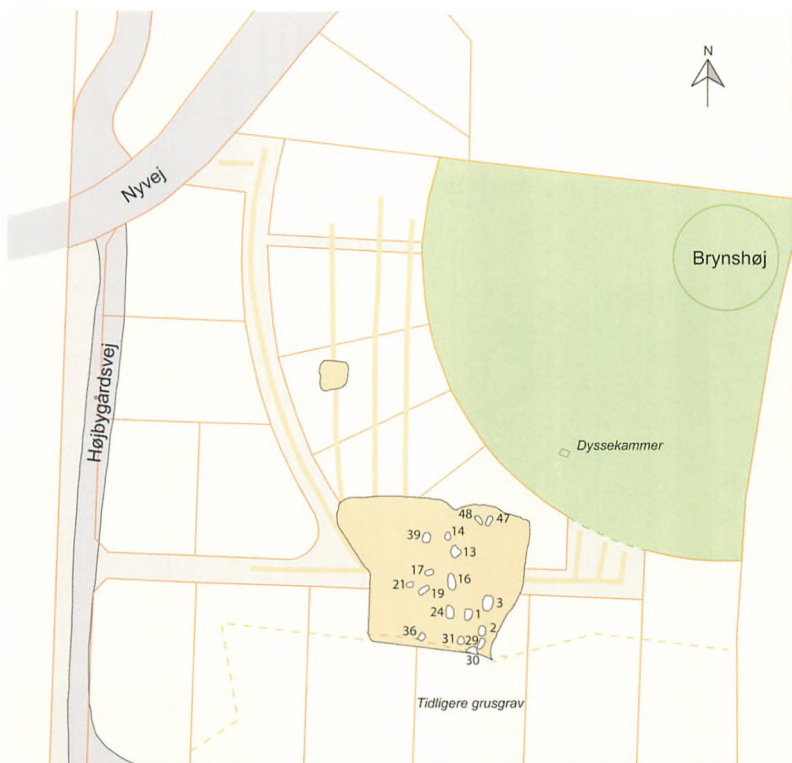 N
Nyvej
Brynshøj
Højbygårdsvej
Dyssekammer
48
47
39
14
13
17
16
21
19
3
24
1
2
36
31
29
30
Tidligere grusgrav